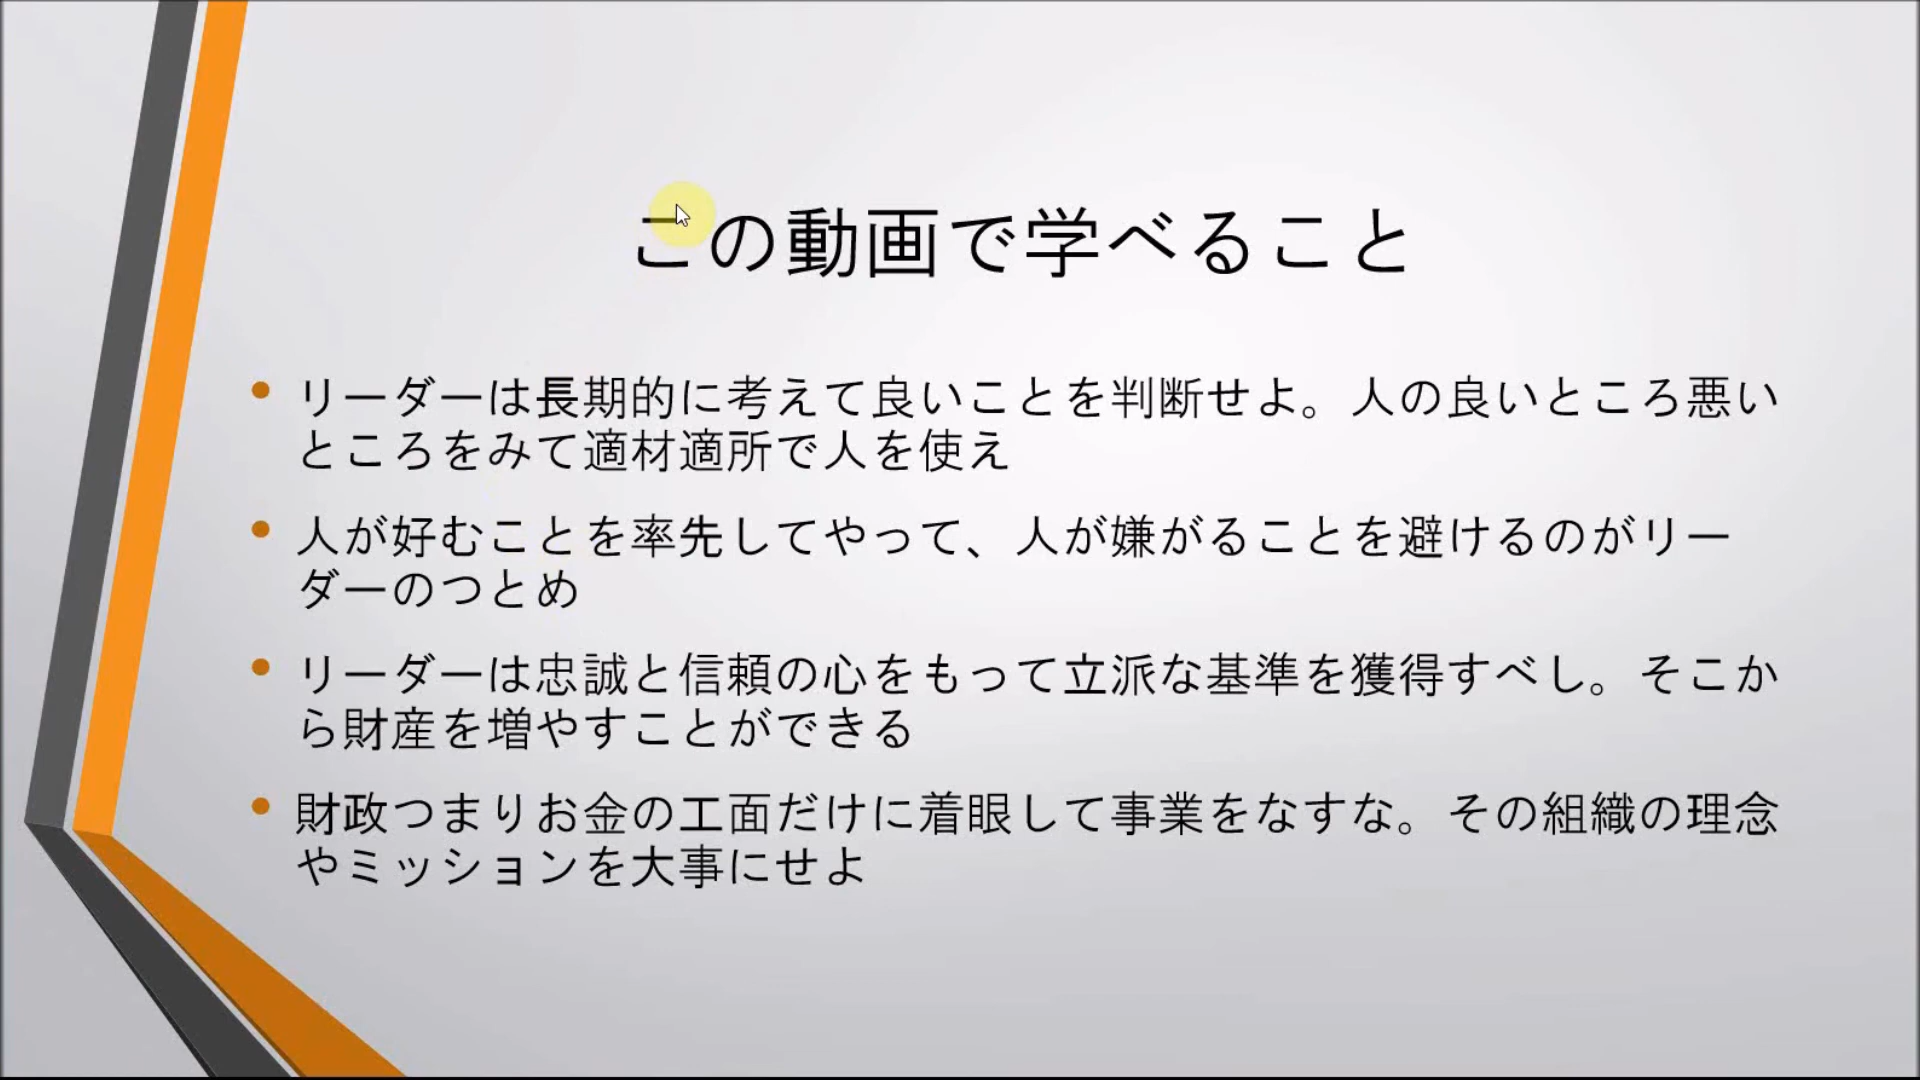 この動画で学べること
リーダーは長期的に考えて良いことを判断せよ。人の良いところ悪い
ところをみて適材適所で人を使え
人が好むことを率先してやって、人が嫌がることを避けるのがリー
ダーのつとめ
リーダーは忠誠と信頼の心をもって立派な基準を獲得すべし。そこか
ら財産を増やすことができる
財政つまりお金の工面だけに着眼して事業をなすな。その組織の理念
やミッションを大事にせよ